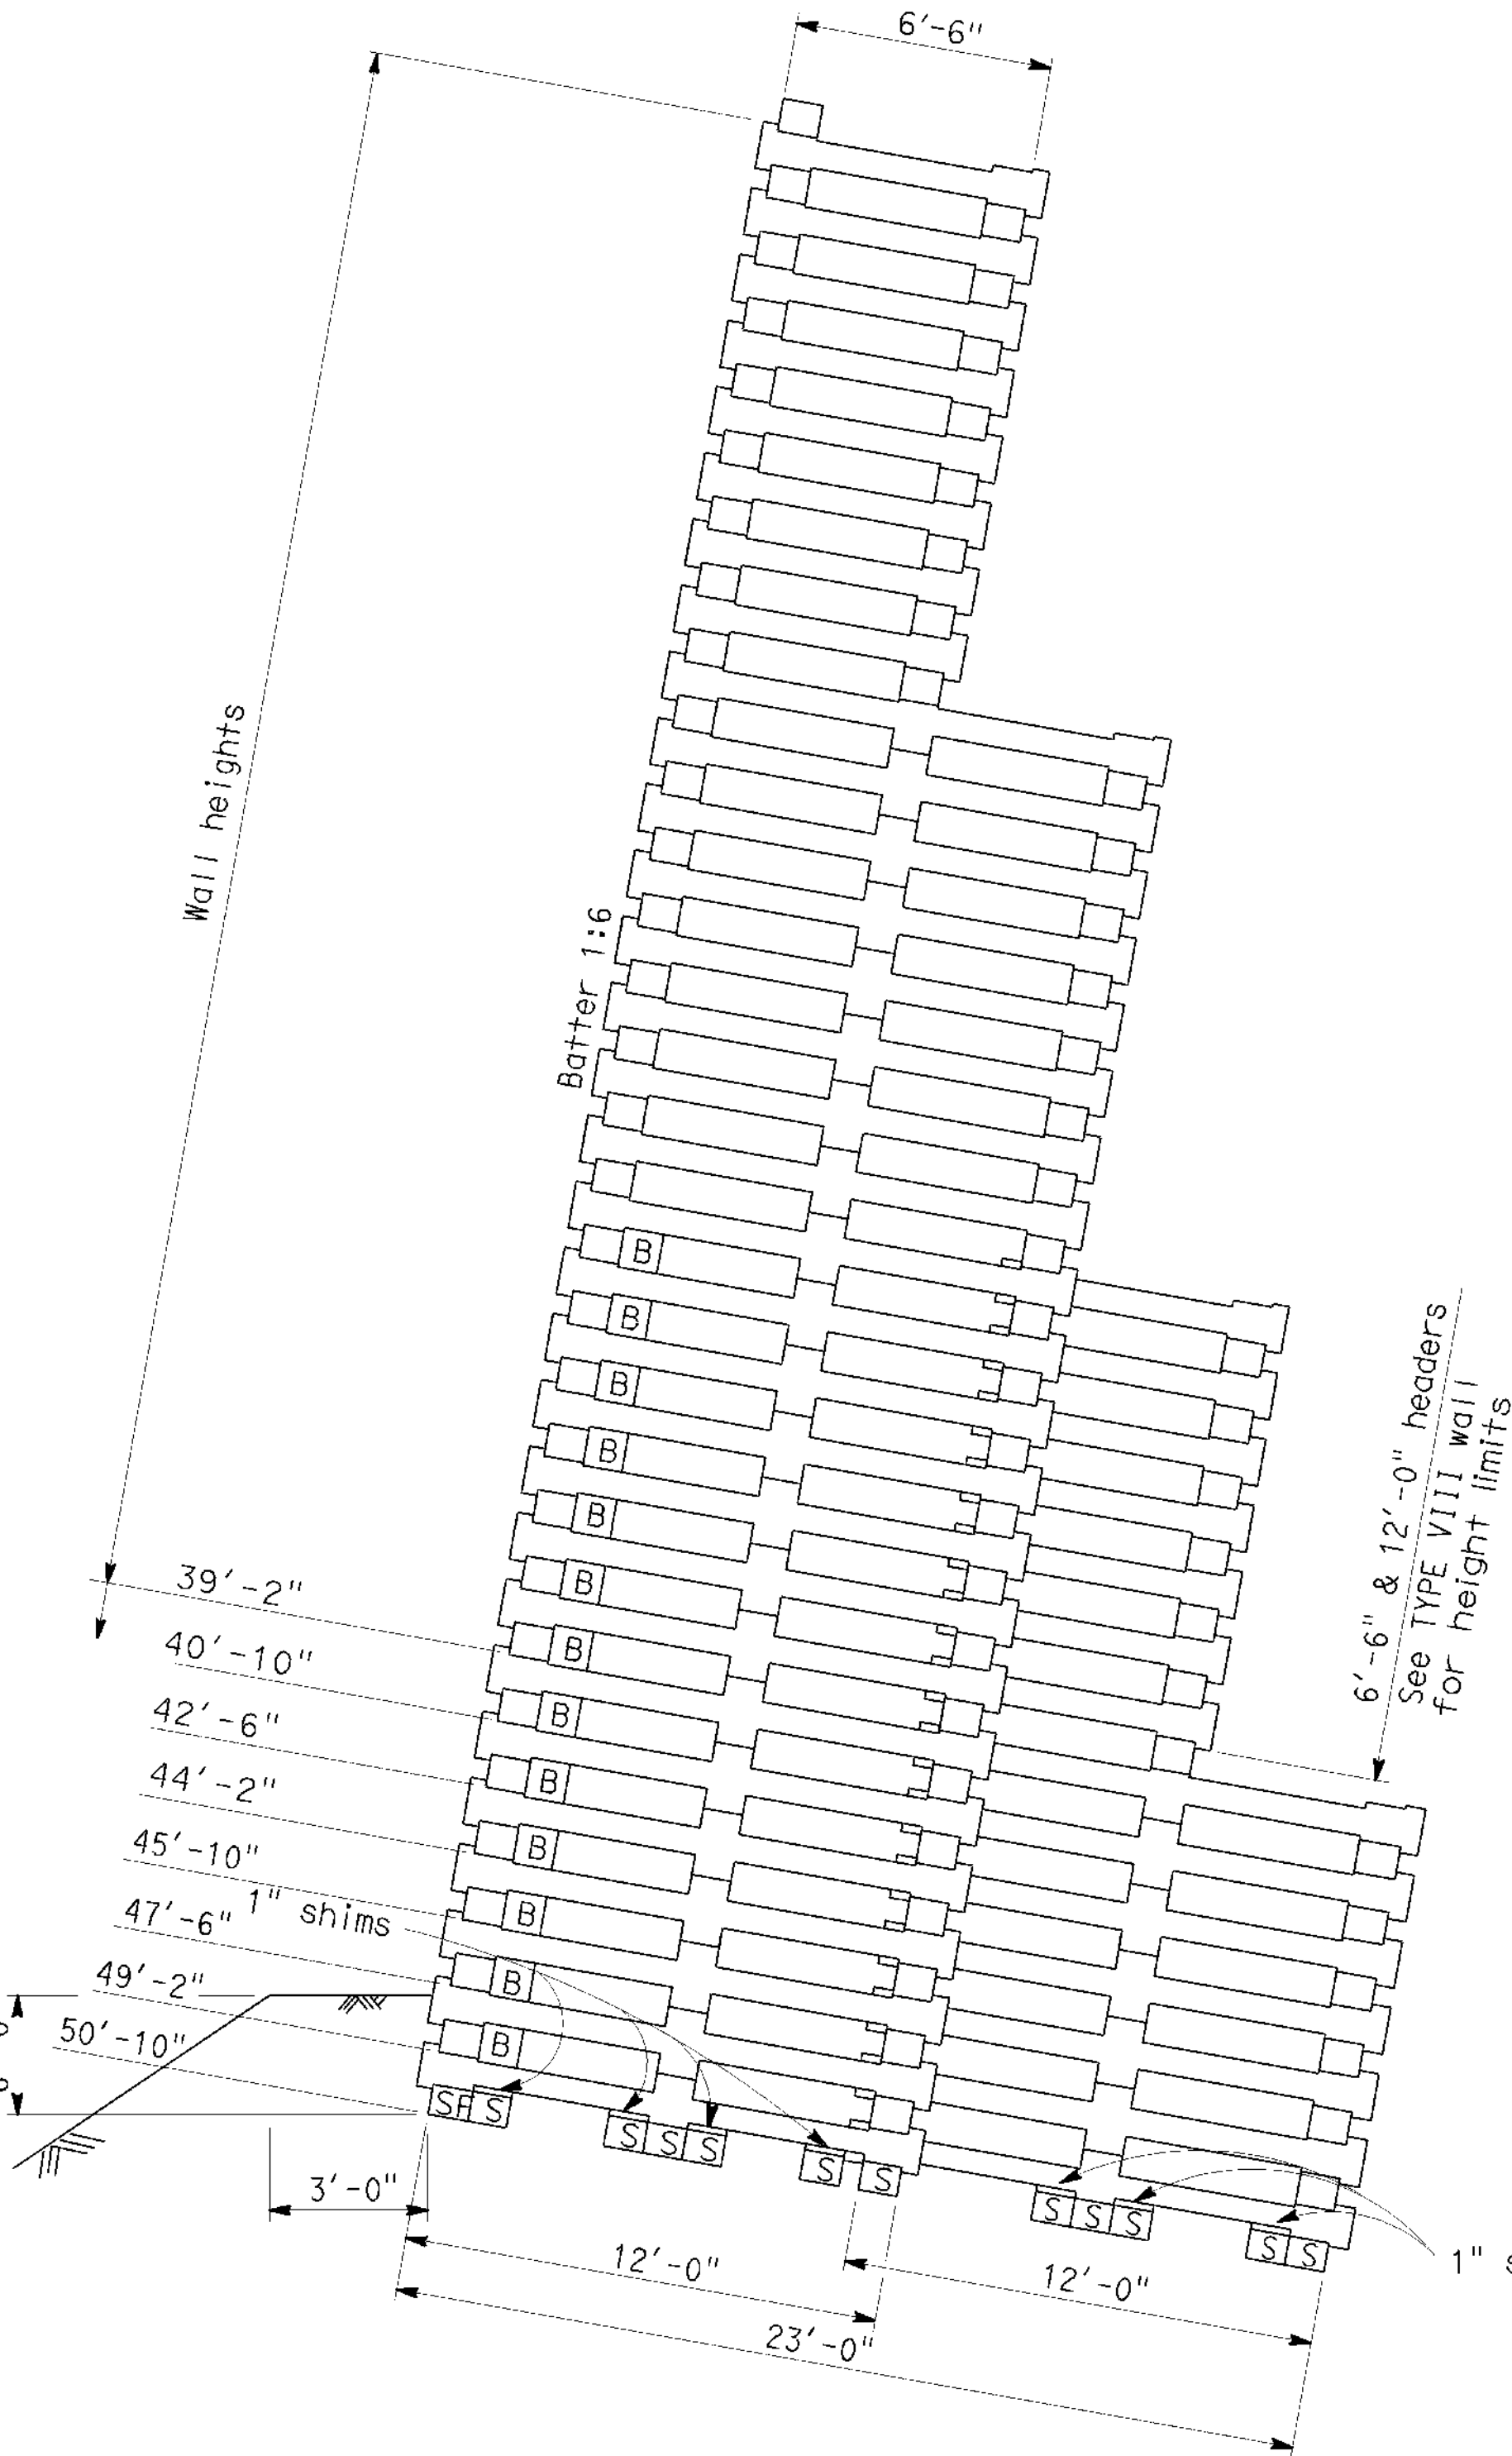 6'-6"
Wall heights
Batter 1:6
B
B
B
B
B
B
B
B
B
B
B
B
B
39'-2"
40'-10"
42'-6"
44'-2"
45'-10"
47'-6"
49'-2"
50'-10"
1" shims
6'-6" & 12'-0" headers
See TYPE VIII wall
for height limits
SF S
S S S
S
S
S S S
S S
3'-0"
12'-0"
12'-0"
23'-0"
1"